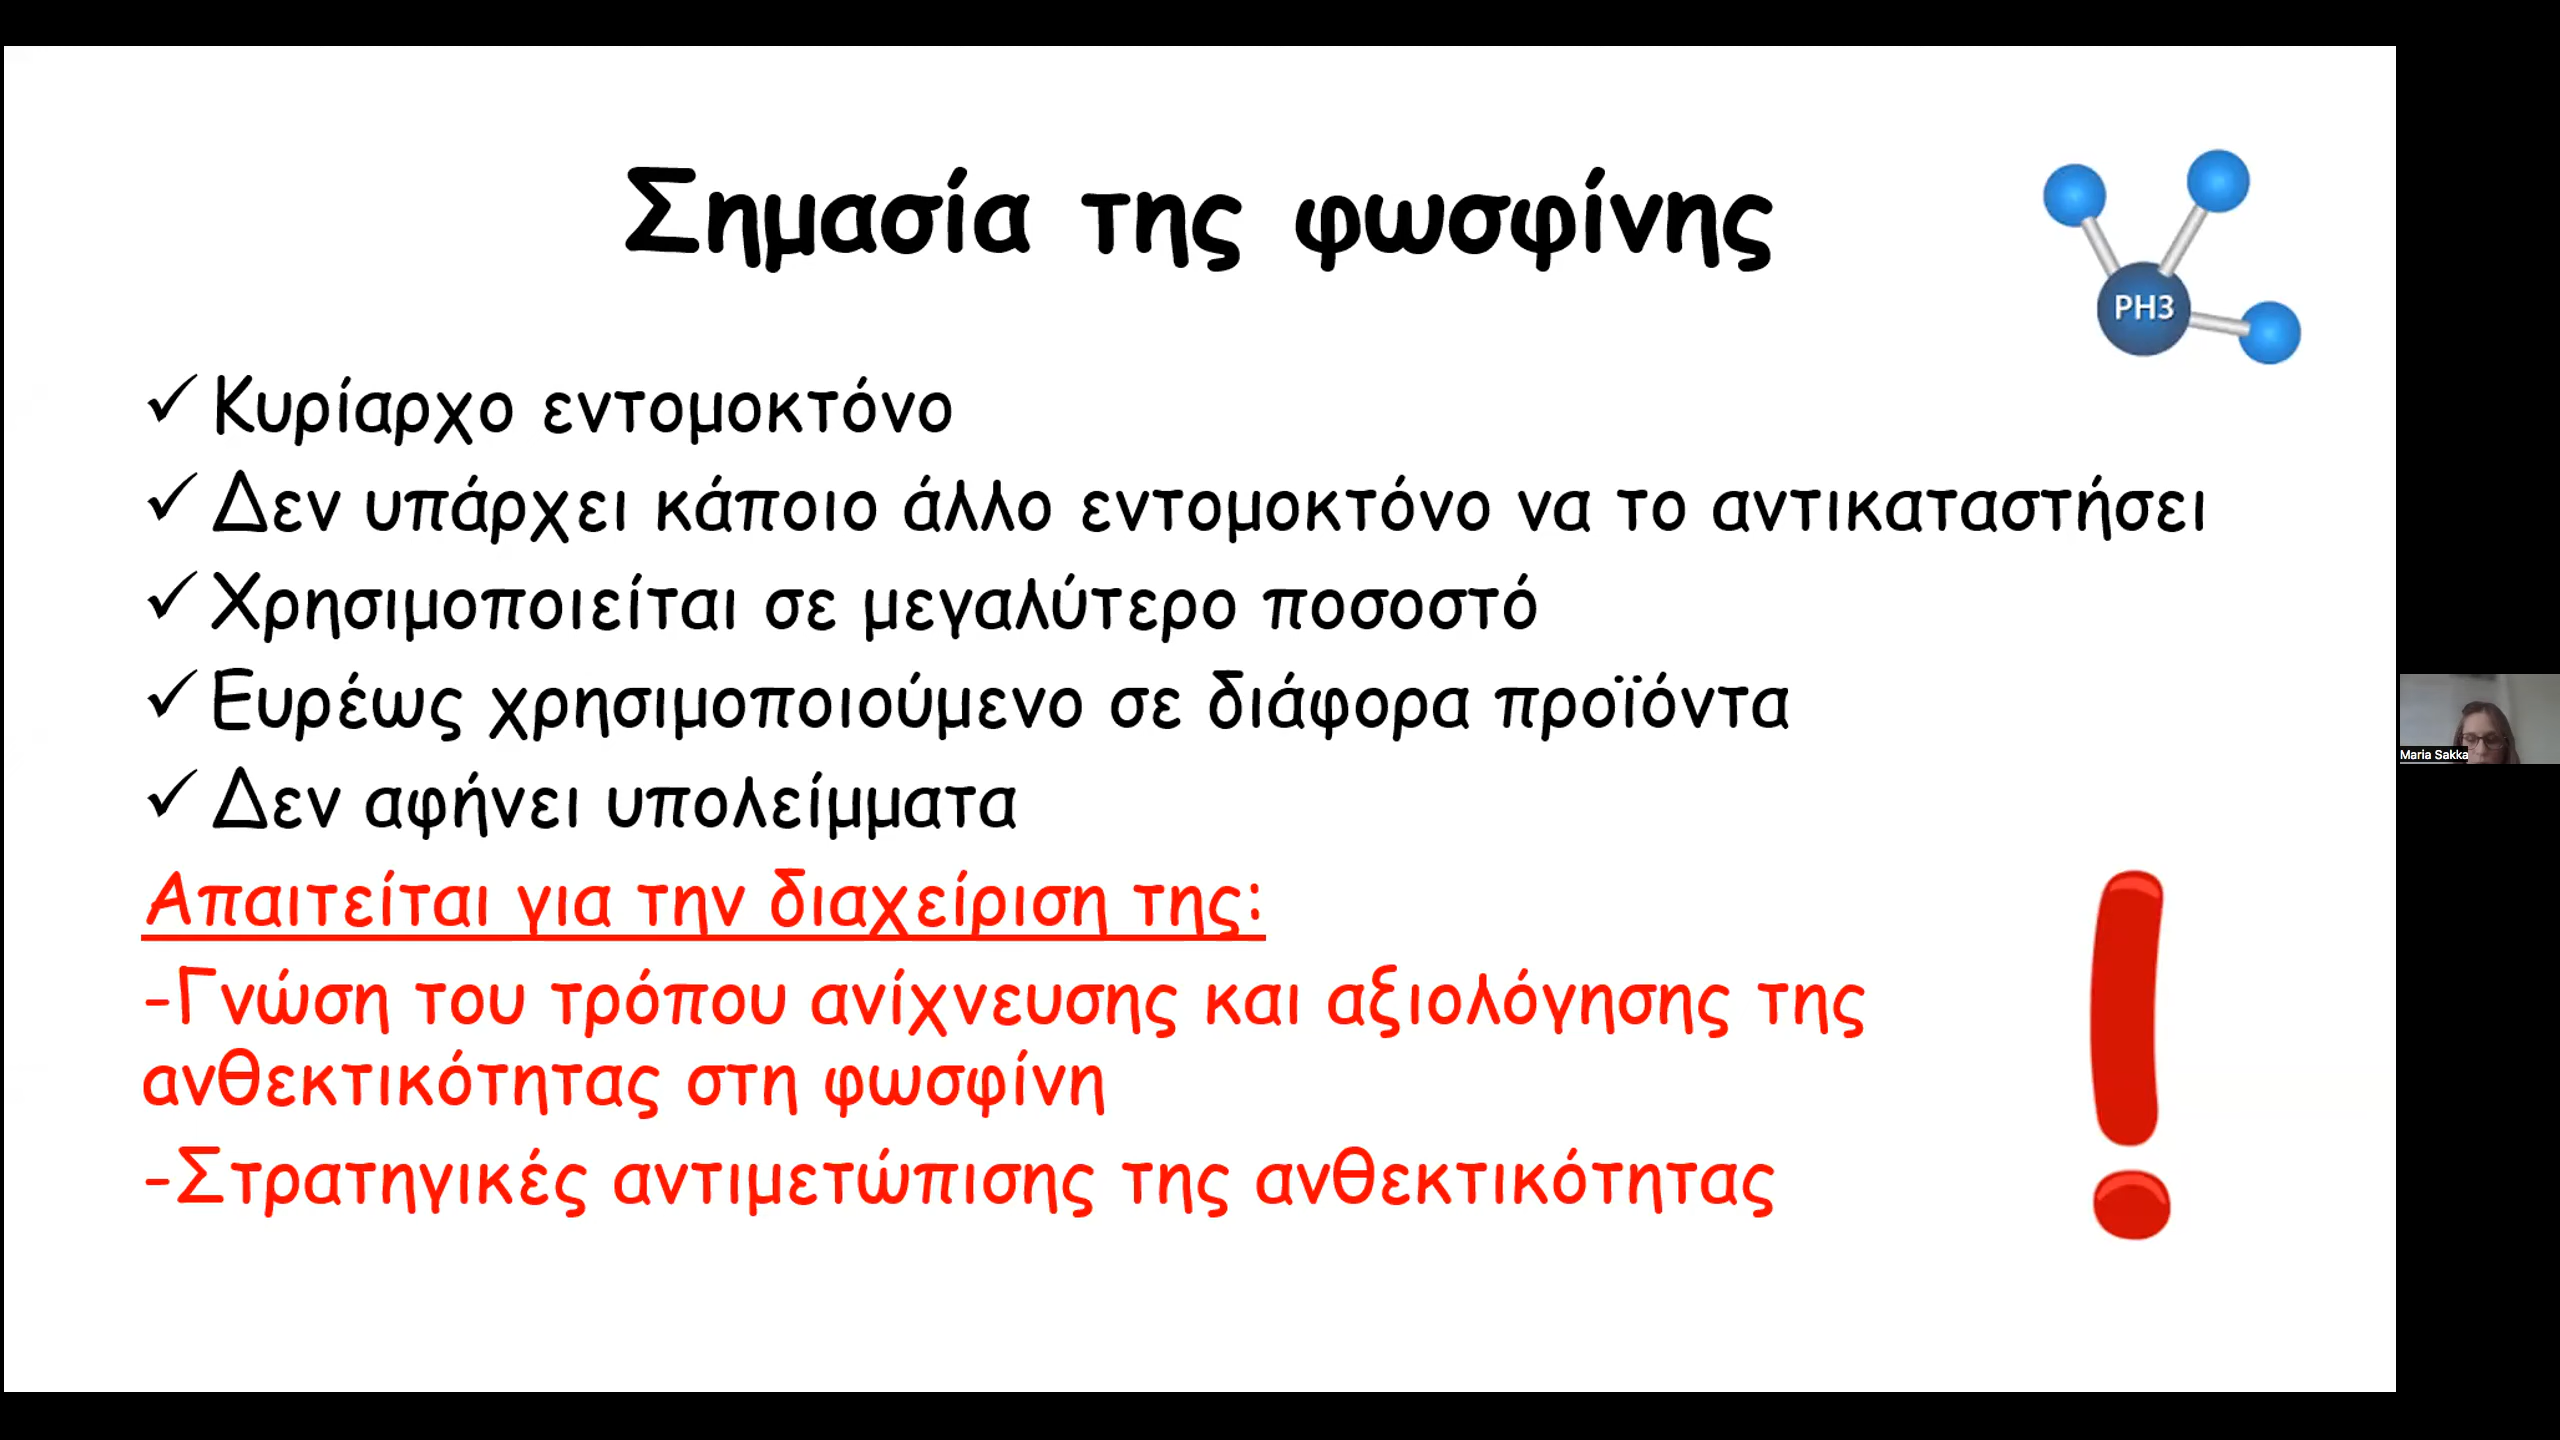 Σημασία της φωσφίνης
PH3
✓ Κυρίαρχο εντομοκτόνο
✓ Δεν υπάρχει κάποιο άλλο εντομοκτόνο να το αντικαταστήσει
✓ Χρησιμοποιείται σε μεγαλύτερο ποσοστό
✓ Ευρέως χρησιμοποιούμενο σε διάφορα προϊόντα
✓ Δεν αφήνει υπολείμματα
Απαιτείται για την διαχείριση της:
-Γνώση του τρόπου ανίχνευσης και αξιολόγησης της
ανθεκτικότητας στη φωσφίνη
-Στρατηγικές αντιμετώπισης της ανθεκτικότητας
Maria Sakka